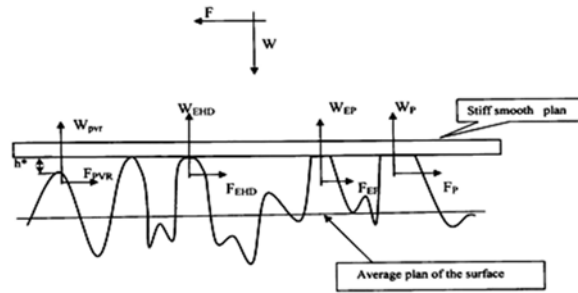 F
W
W_EHD
W_EP
W_P
Stiff smooth plan
W_pvr
h*
F_PVR
F_EHD
F_EP
F_P
Average plan of the surface